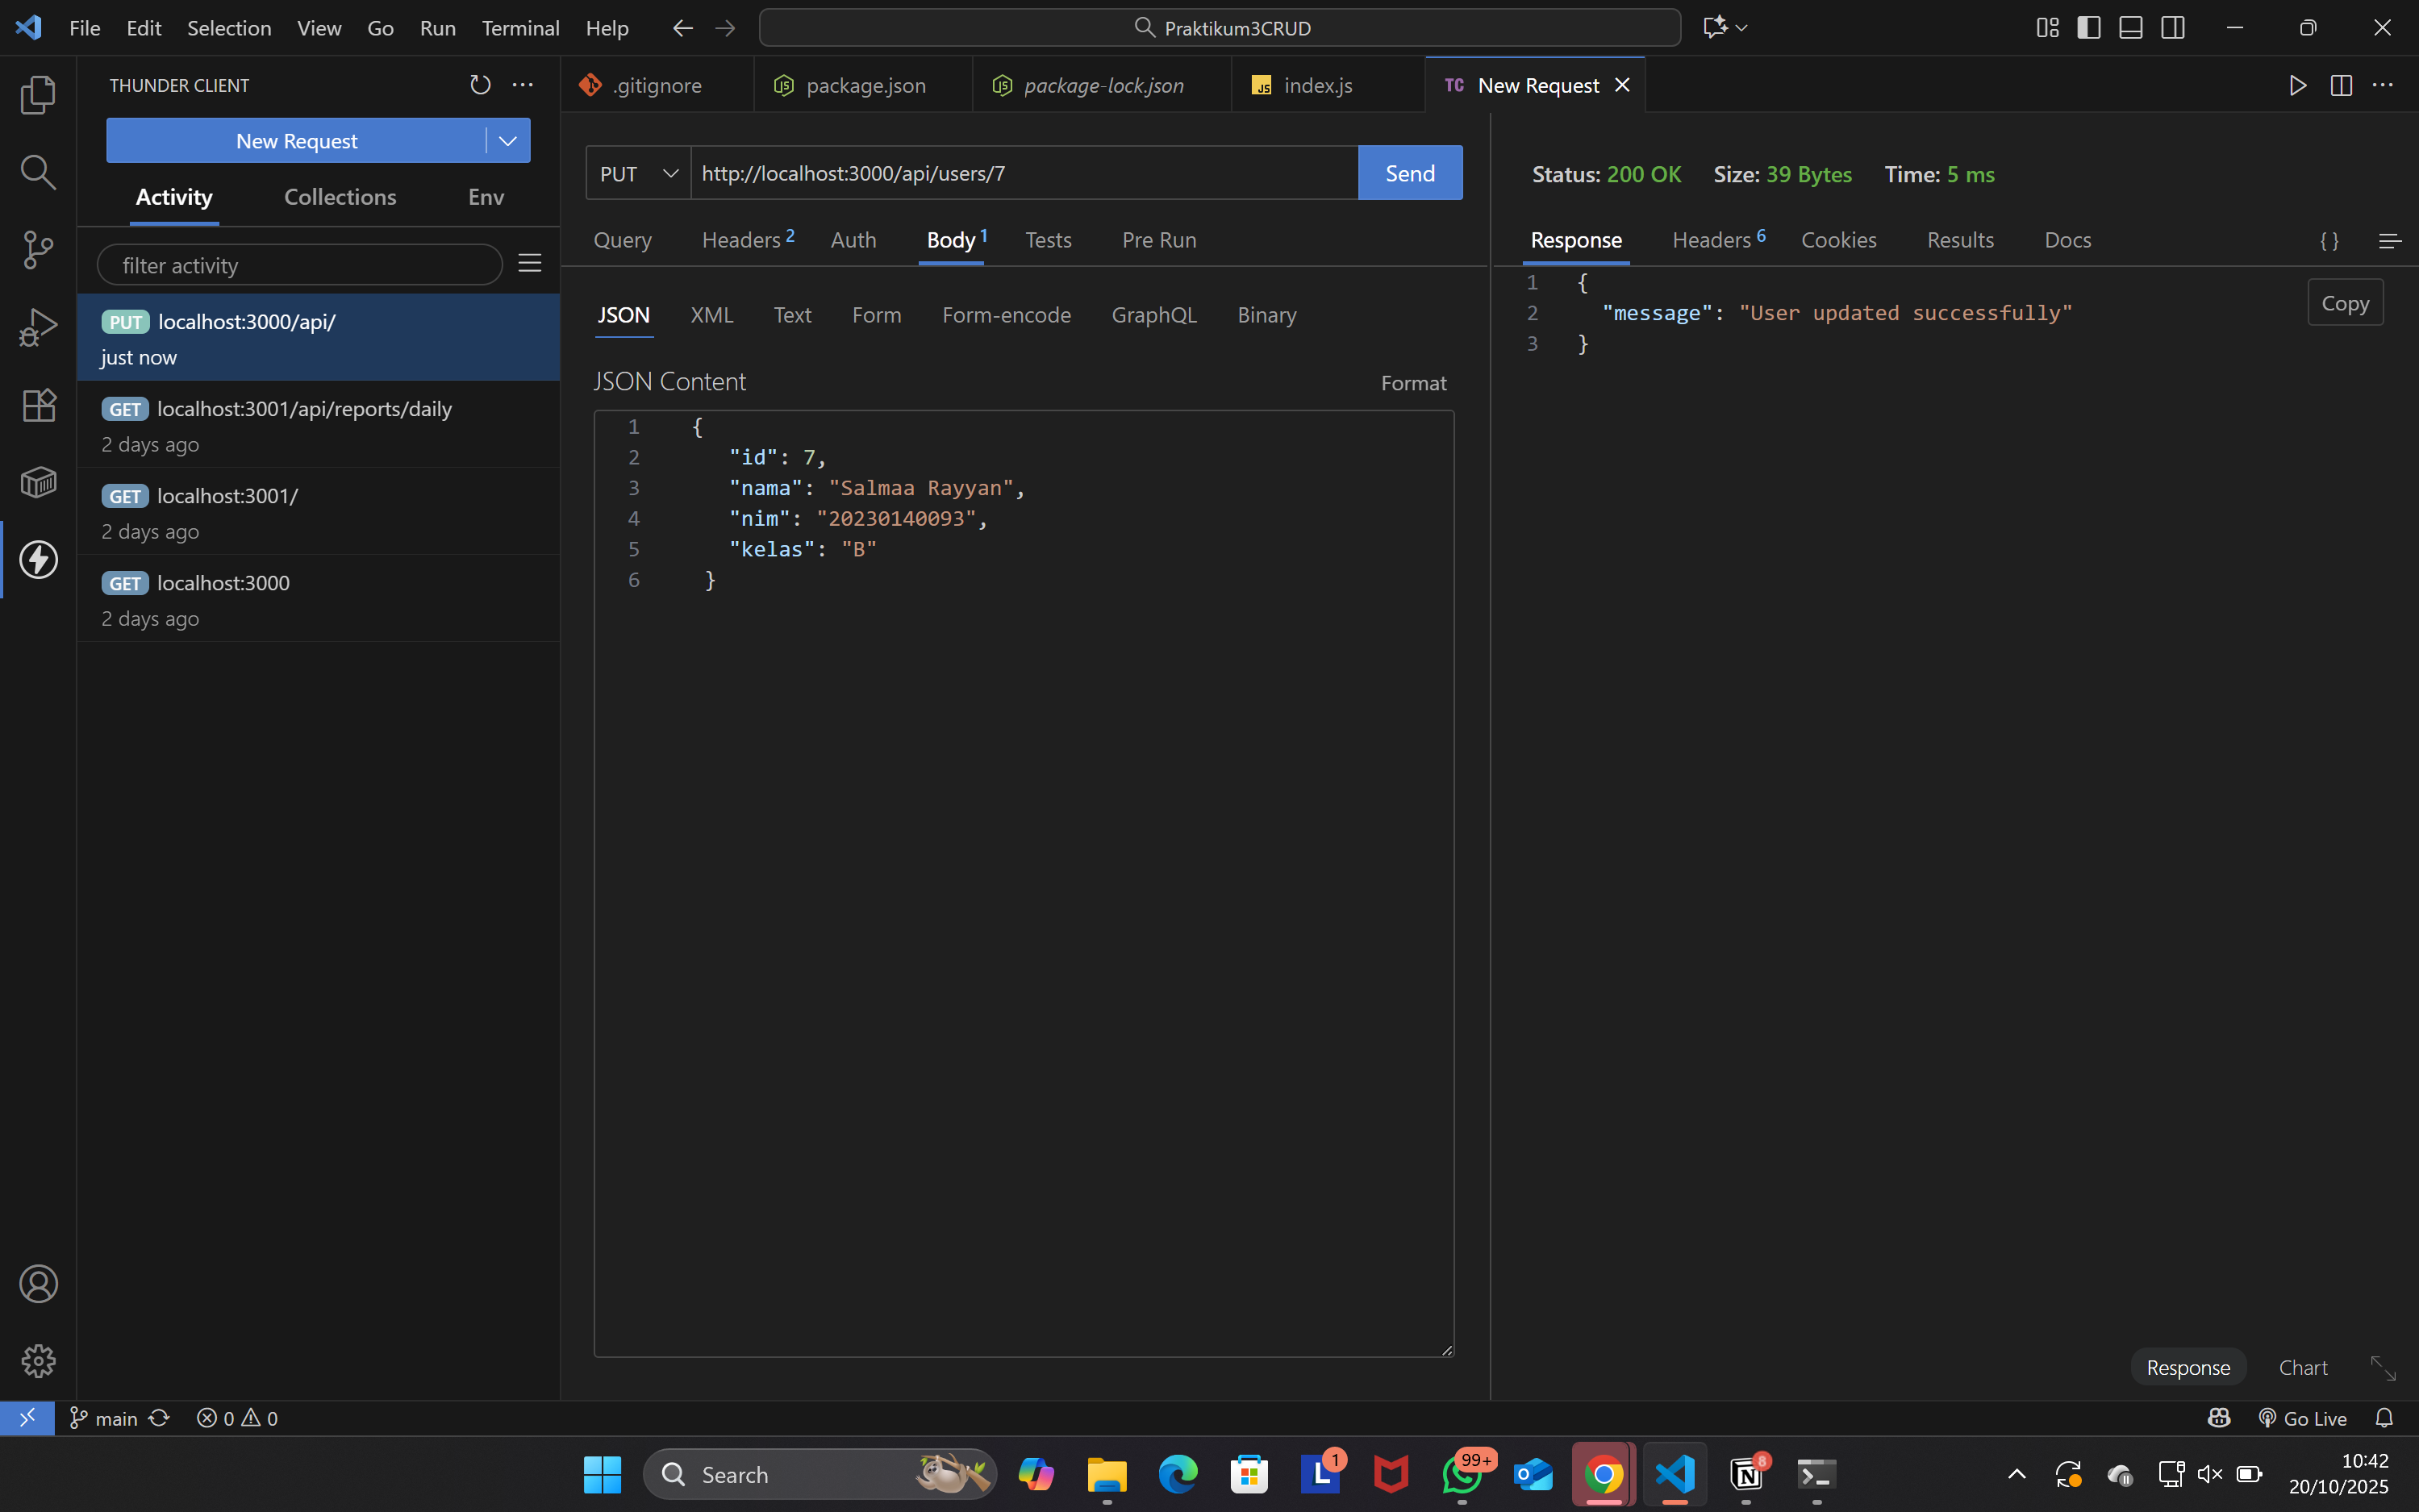 File Edit Selection View Go Run Terminal Help
Praktikum3CRUD
THUNDER CLIENT
New Request
Activity Collections Env
filter activity
PUT localhost:3000/api/
just now
GET localhost:3001/api/reports/daily
2 days ago
GET localhost:3001/
2 days ago
GET localhost:3000
2 days ago
.gitignore
package.json
package-lock.json
JS index.js
TC New Request
PUT http://localhost:3000/api/users/7 Send
Query Headers 2 Auth Body 1 Tests Pre Run
JSON XML Text Form Form-encode GraphQL Binary
JSON Content Format
1 {
2 "id": 7,
3 "nama": "Salmaa Rayyan",
4 "nim": "20230140093",
5 "kelas": "B"
6 }
Status: 200 OK Size: 39 Bytes Time: 5 ms
Response Headers 6 Cookies Results Docs { }
1 {
2 "message": "User updated successfully"
3 }
Copy
Response Chart
main 0 0
Go Live
Search
L 1
99+
N 8
10:42
20/10/2025